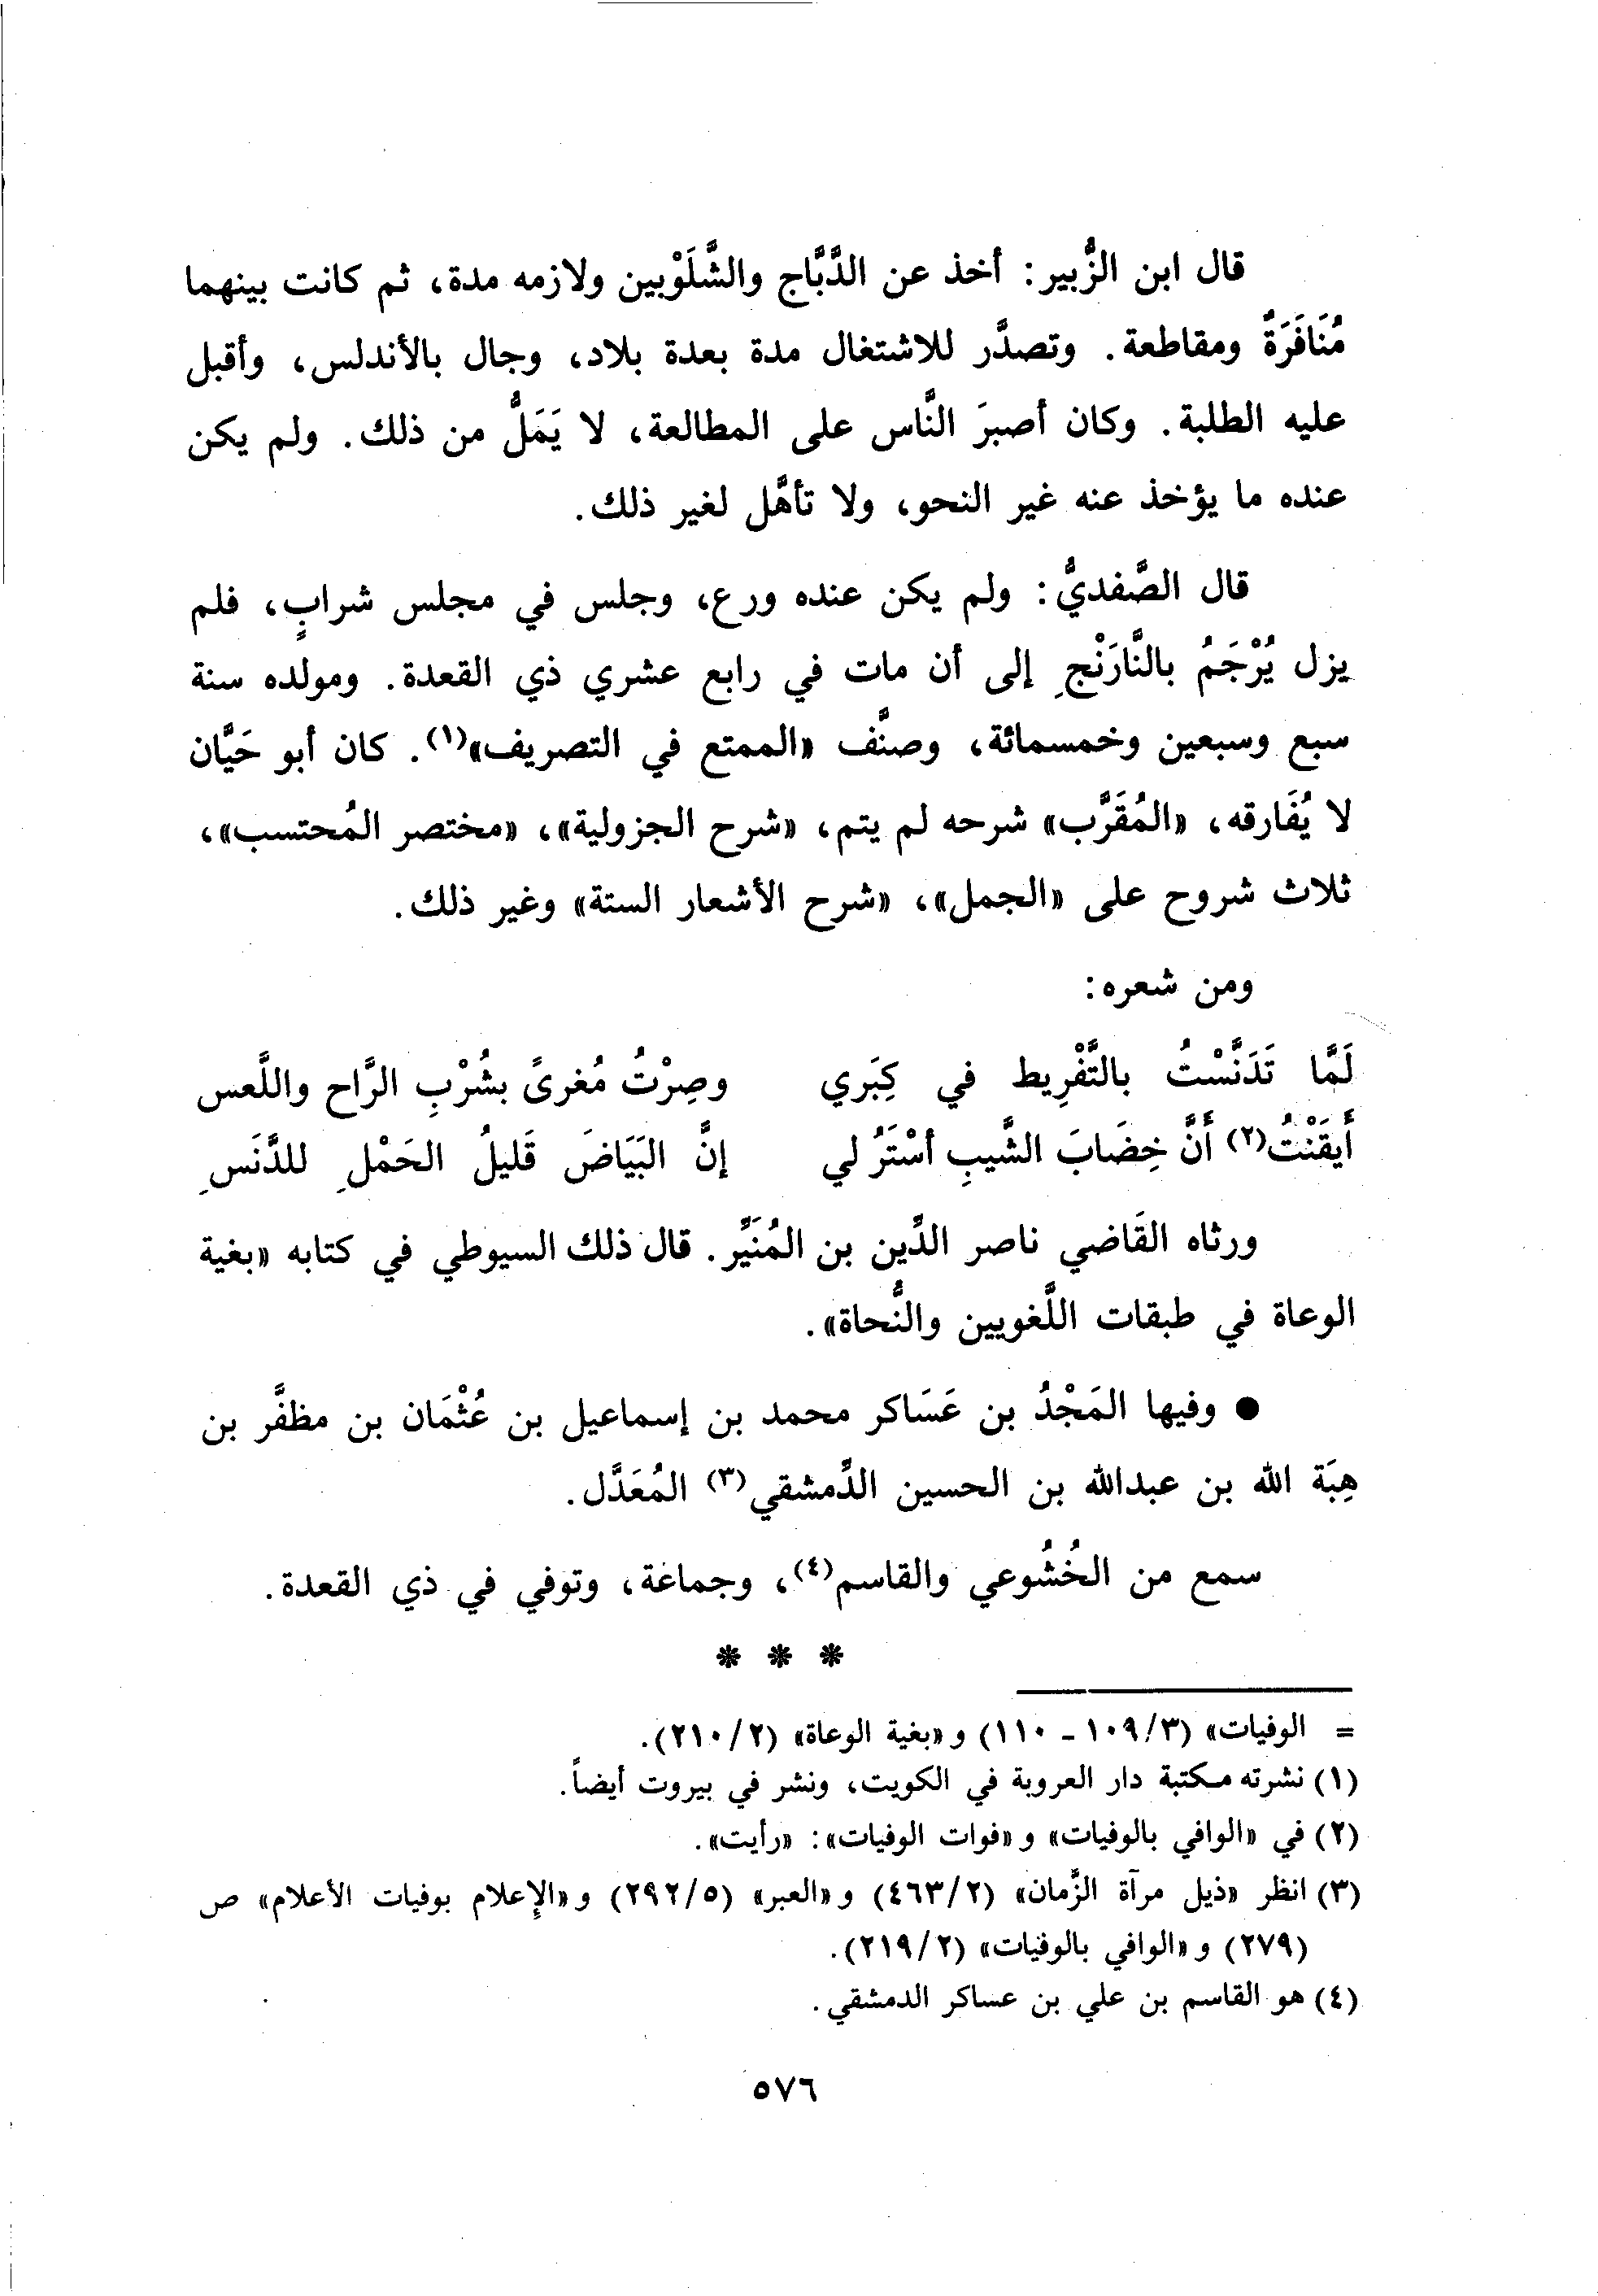 قال ابن الزُّبير: أخذ عن الدَّبَّاج والشَّلَوْبين ولازمه مدة، ثم كانت بينهما
مُنَافَرَةٌ ومقاطعة. وتصدَّر للاشتغال مدة بعدة بلاد، وجال بالأندلس، وأقبل
عليه الطلبة. وكان أصبرَ النَّاس على المطالعة، لا يَمَلُّ من ذلك. ولم يكن
عنده ما يؤخذ عنه غير النحو، ولا تأهَّل لغير ذلك.
قال الصَّفديُّ: ولم يكن عنده ورع، وجلس في مجلس شرابٍ، فلم
يزل يُرْجَمُ بالنَّارَنْجِ إلى أن مات في رابع عشري ذي القعدة. ومولده سنة
سبع وسبعين وخمسمائة، وصنَّف «الممتع في التصريف»(١). كان أبو حَيَّان
لا يُفَارقه، «المُقَرَّب» شرحه لم يتم، «شرح الجزولية»، «مختصر المُحتسب»،
ثلاث شروح على «الجمل»، «شرح الأشعار الستة» وغير ذلك.
ومن شعره:
لَمَّا تَدَنَّسْتُ بالتَّفْرِيط في كِبَري وصِرْتُ مُغرىً بشُرْبِ الرَّاح واللَّعس
أَيقَنْتُ(٢) أَنَّ خِضَابَ الشَّيبِ أسْتَرُ لي إنَّ البَيَاضَ قَليلُ الحَمْلِ للدَّنَسِ
ورثاه القَاضي ناصر الدِّين بن المُنَيِّر. قال ذلك السيوطي في كتابه «بغية
الوعاة في طبقات اللَّغويين والنُّحاة».
● وفيها المَجْدُ بن عَسَاكر محمد بن إسماعيل بن عُثْمَان بن مظفَّر بن
هِبَة الله بن عبدالله بن الحسين الدِّمشقي(٣) المُعَدَّل.
سمع من الخُشُوعي والقاسم(٤)، وجماعة، وتوفي في ذي القعدة.
* * *
= الوفيات» (٣/١٠٩ - ١١٠) و«بغية الوعاة» (٢/٢١٠).
(١) نشرته مكتبة دار العروبة في الكويت، ونشر في بيروت أيضاً.
(٢) في «الوافي بالوفيات» و«فوات الوفيات»: «رأيت».
(٣) انظر «ذيل مرآة الزَّمان» (٢/٤٦٣) و«العبر» (٥/٢٩٢) و«الإعلام بوفيات الأعلام» ص
(٢٧٩) و«الوافي بالوفيات» (٢/٢١٩).
(٤) هو القاسم بن علي بن عساكر الدمشقي.
٥٧٦